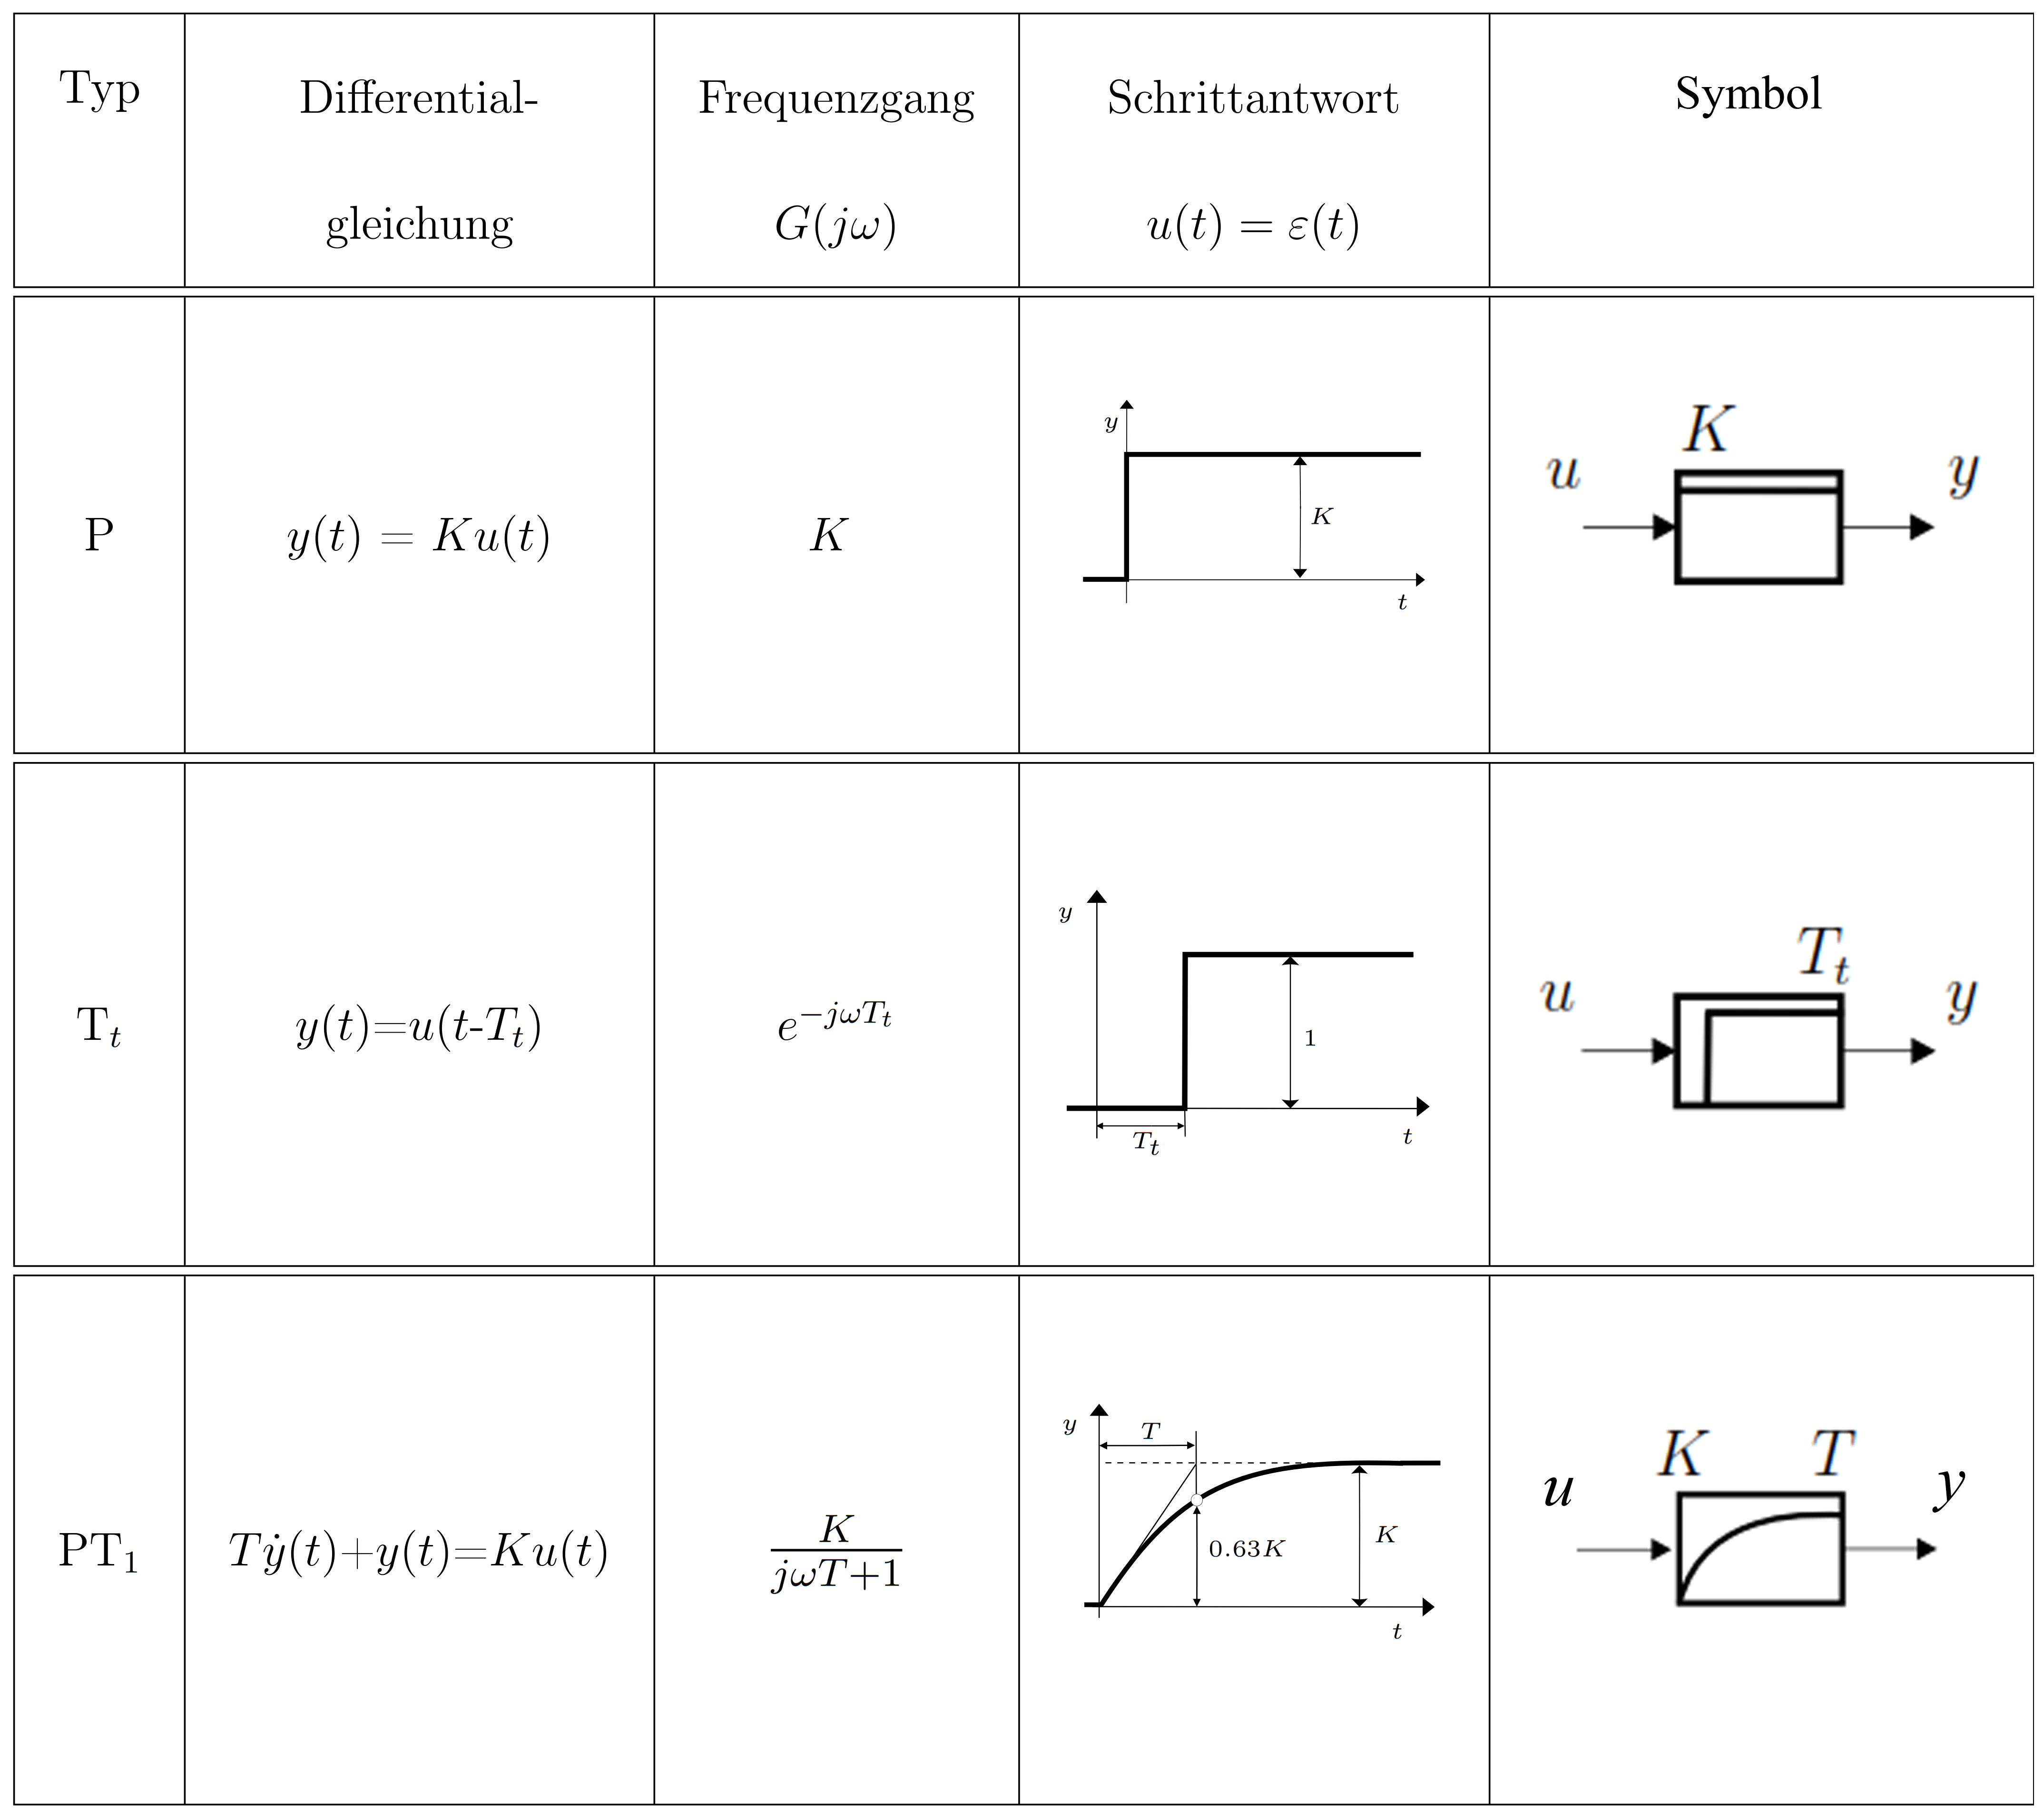 Typ
Differential-
gleichung
Frequenzgang
G(jω)
Schrittantwort
u(t) = ε(t)
Symbol
P
y(t) = Ku(t)
K
y
K
t
K
u
y
T_t
y(t)=u(t-T_t)
e^{-jωT_t}
y
1
T_t
t
T_t
u
y
PT_1
Tẏ(t)+y(t)=Ku(t)
K
jωT+1
y
T
0.63K
K
t
K T
u
y